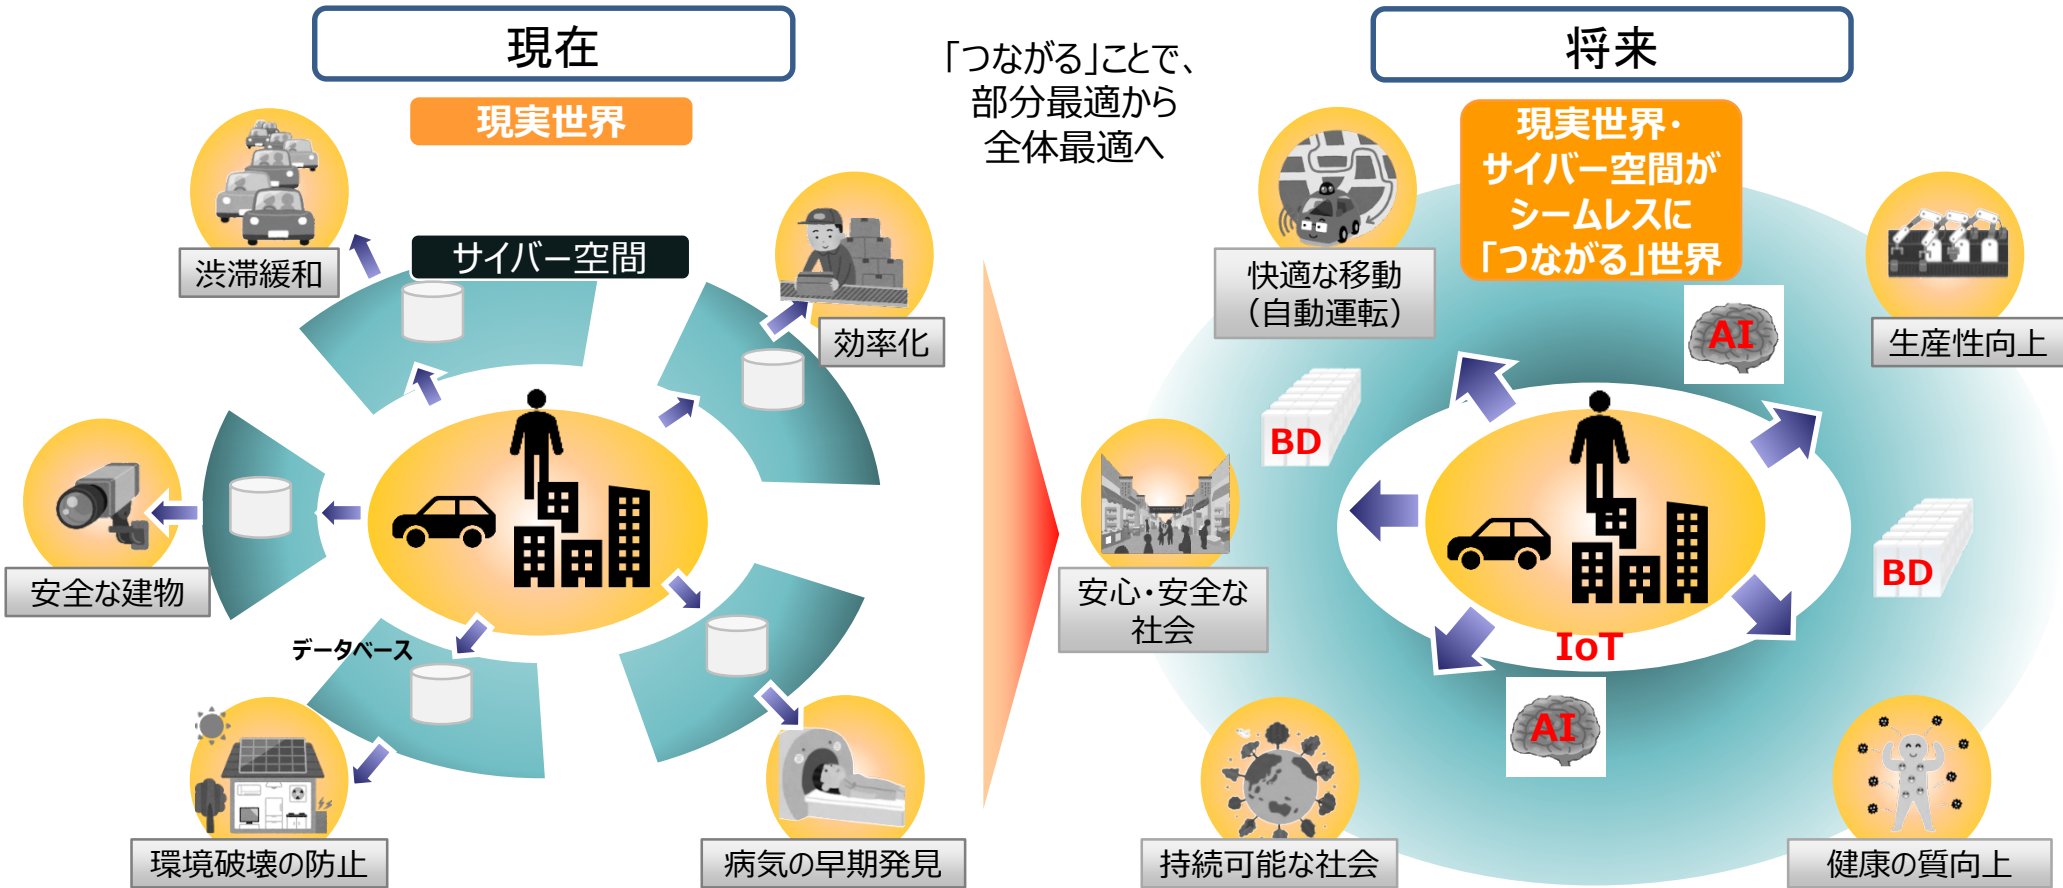 現在
現実世界
サイバー空間
渋滞緩和
効率化
安全な建物
データベース
環境破壊の防止
病気の早期発見
「つながる」ことで、
部分最適から
全体最適へ
将来
現実世界・
サイバー空間が
シームレスに
「つながる」世界
快適な移動
（自動運転）
AI
生産性向上
BD
BD
安心・安全な
社会
IoT
AI
持続可能な社会
健康の質向上